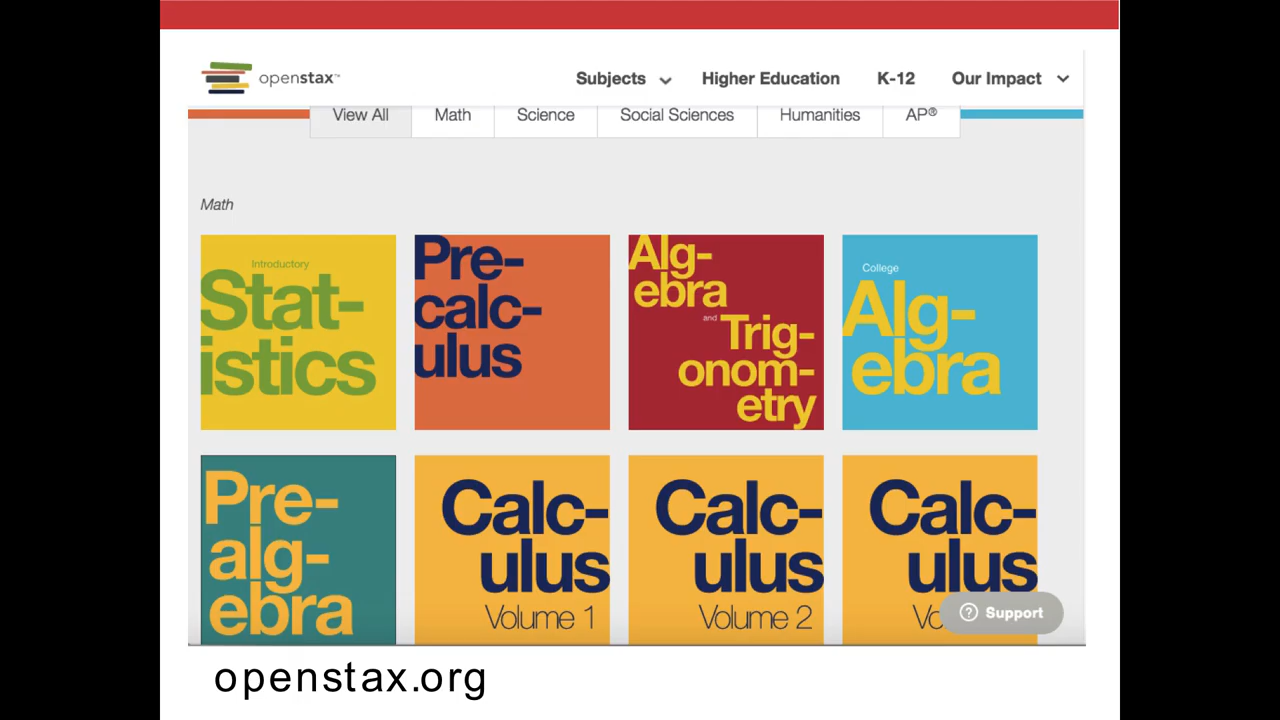 openstax™
Subjects Higher Education K-12 Our Impact
View All Math Science Social Sciences Humanities AP®
Math
Introductory
Stat-
istics
Pre-
calc-
ulus
Alg-
ebra
and
Trig-
onom-
etry
College
Alg-
ebra
Pre-
alg-
ebra
Calc-
ulus
Volume 1
Calc-
ulus
Volume 2
Calc-
ulus
Vo
Support
openstax.org